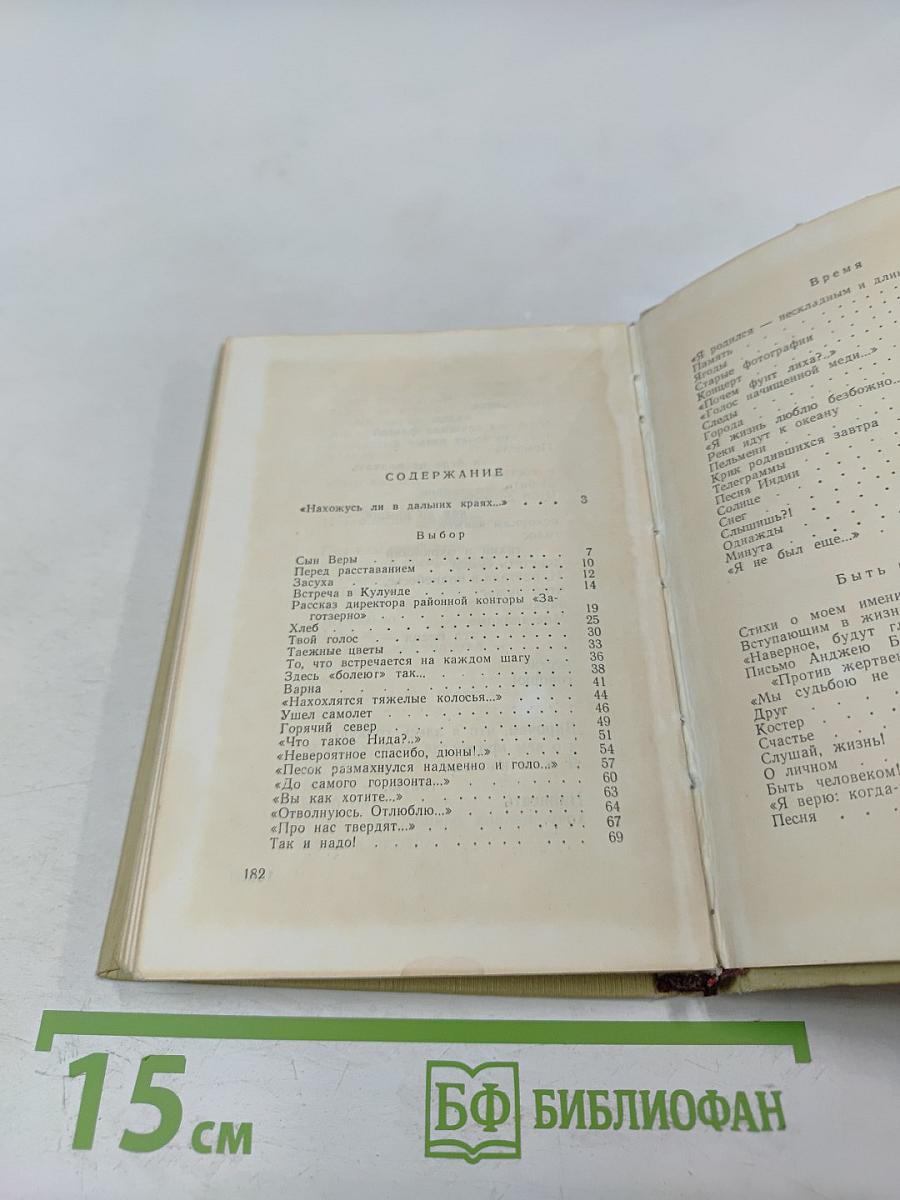 СОДЕРЖАНИЕ
«Нахожусь ли в дальних краях...» . . . . 3
Выбор
Сын Веры . . . . . . . . . . . 7
Перед расставанием . . . . . . . . . 10
Засуха . . . . . . . . . . . . 12
Встреча в Кулунде . . . . . . . . . 14
Рассказ директора районной конторы «За-
готзерно» . . . . . . . . . . . 19
Хлеб . . . . . . . . . . . . . 25
Твой голос . . . . . . . . . . . 30
Таежные цветы . . . . . . . . . . 33
То, что встречается на каждом шагу . . 36
Здесь «болеют» так... . . . . . . . . 38
Варна . . . . . . . . . . . . . 41
«Нахохлятся тяжелые колосья...» . . . . 44
Ушел самолет . . . . . . . . . . . 46
Горячий север . . . . . . . . . . . 49
«Что такое Нида?..» . . . . . . . . . 51
«Невероятное спасибо, дюны!..» . . . . . 54
«Песок размахнулся надменно и голо...» . 57
«До самого горизонта...» . . . . . . . 60
«Вы как хотите...» . . . . . . . . . 63
«Отволнуюсь. Отлюблю...» . . . . . . . 64
«Про нас твердят...» . . . . . . . . . 67
Так и надо! . . . . . . . . . . . . 69
182
Время
«Я родился — нескладным и
Память
Ягоды
Старые фотографии
Концерт
«Почем фунт лиха?..»
«Голос начищенной меди...»
Следы
Города
«Я жизнь люблю безбожно...
Реки идут к океану
Пельмени
Крик родившихся завтра
Телеграммы
Песня Индии
Солнце
Снег
Слышишь?!
Однажды
Минута
«Я не был еще...»
Быть
Стихи о моем имени
Вступающим в
«Наверное, будут
Письмо Анджею
«Против
«Мы судьбою не
Друг
Костер
Счастье
Слушай, жизнь!
О личном
Быть человеком!
«Я верю:
Песня
15 см
БФ БИБЛИОФАН